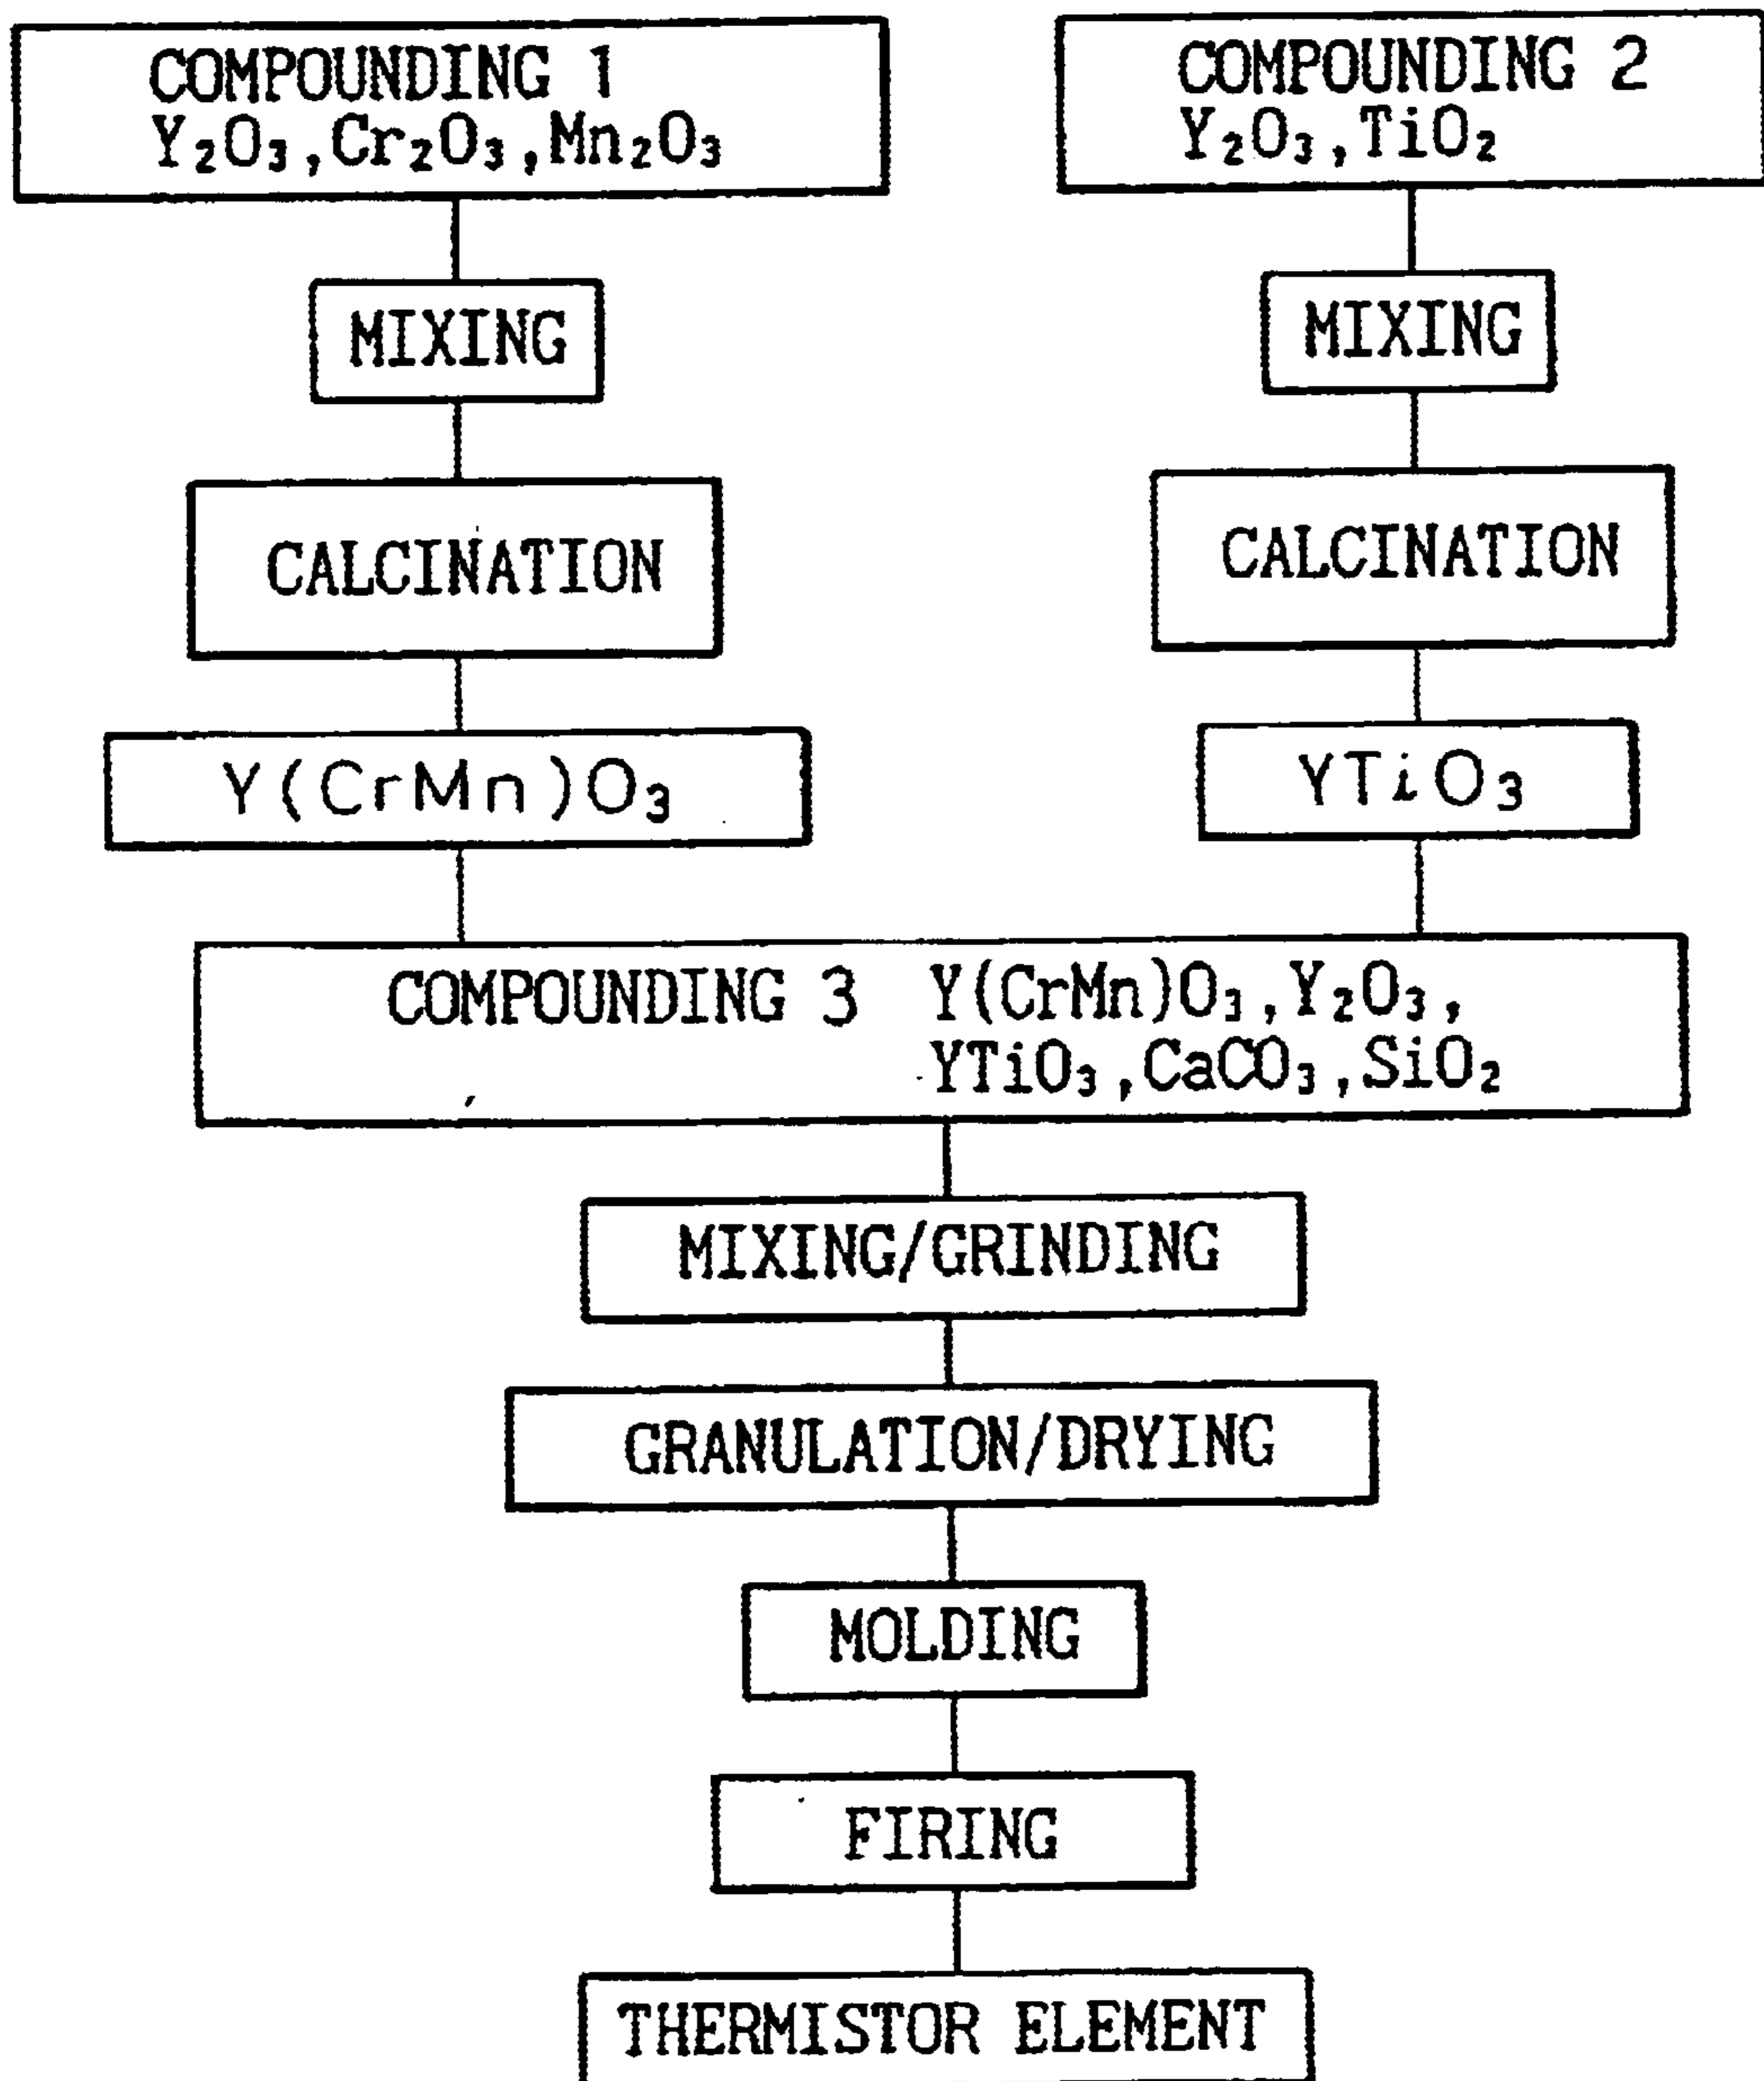 COMPOUNDING 1
Y₂O₃,Cr₂O₃,Mn₂O₃
COMPOUNDING 2
Y₂O₃,TiO₂
MIXING
MIXING
CALCINATION
CALCINATION
Y(CrMn)O₃
YTiO₃
COMPOUNDING 3 Y(CrMn)O₃,Y₂O₃,
YTiO₃,CaCO₃,SiO₂
MIXING/GRINDING
GRANULATION/DRYING
MOLDING
FIRING
THERMISTOR ELEMENT